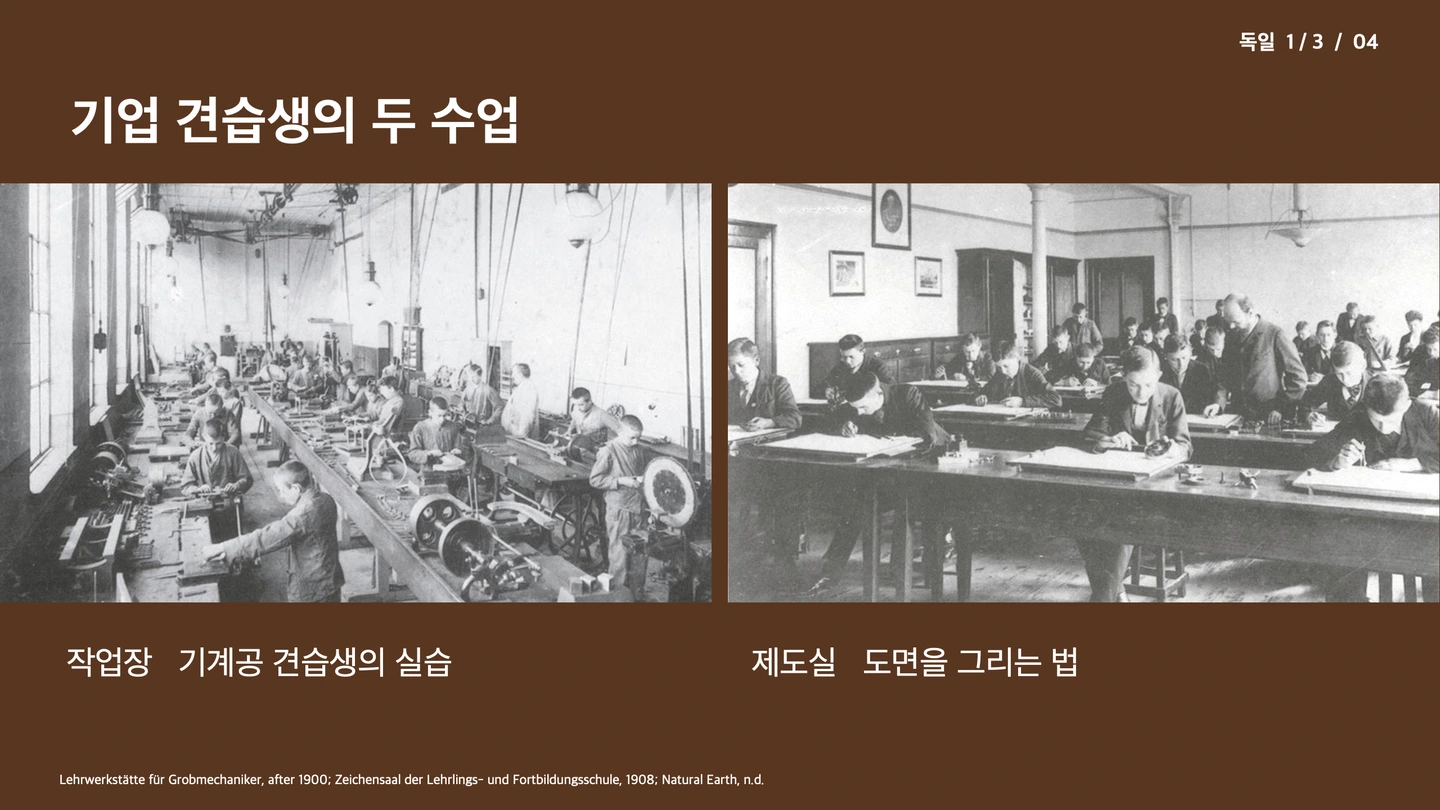 독일 1/3 / 04
기업 견습생의 두 수업
작업장 기계공 견습생의 실습
제도실 도면을 그리는 법
Lehrwerkstätte für Grobmechaniker, after 1900; Zeichensaal der Lehrlings- und Fortbildungsschule, 1908; Natural Earth, n.d.